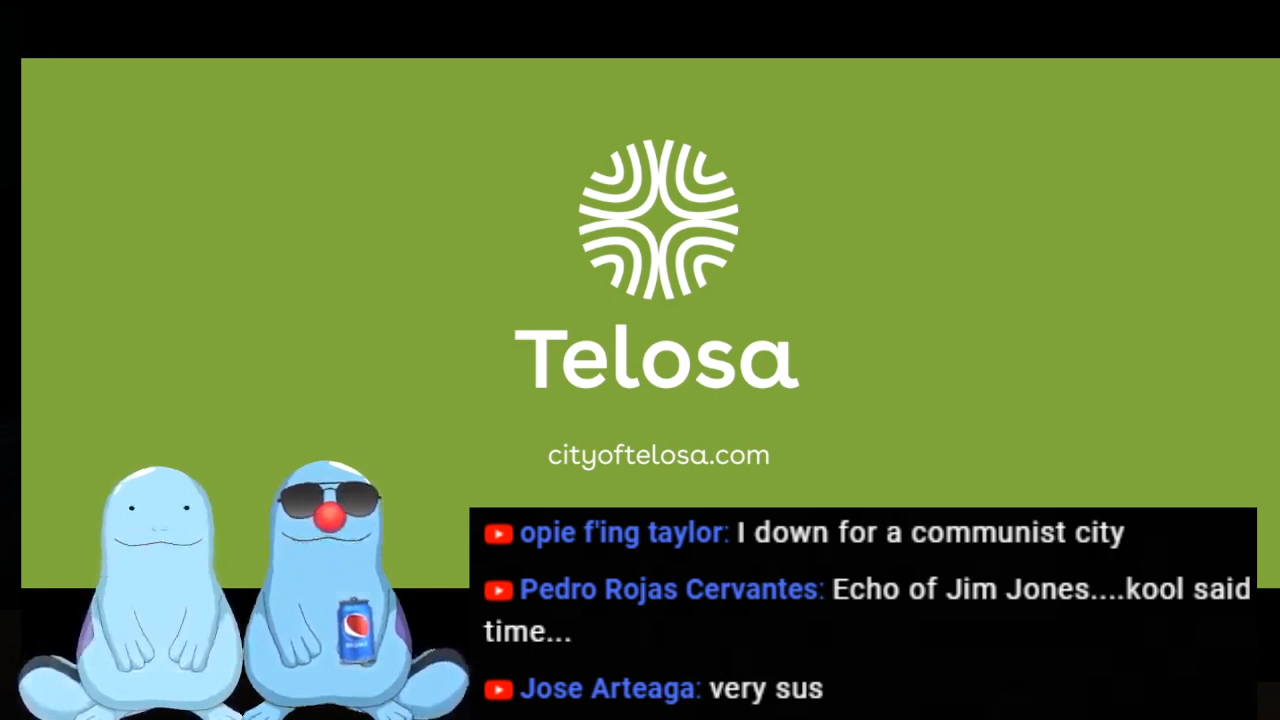 Telosa
cityoftelosa.com
opie f'ing taylor: I down for a communist city
Pedro Rojas Cervantes: Echo of Jim Jones....kool said
time...
Jose Arteaga: very sus